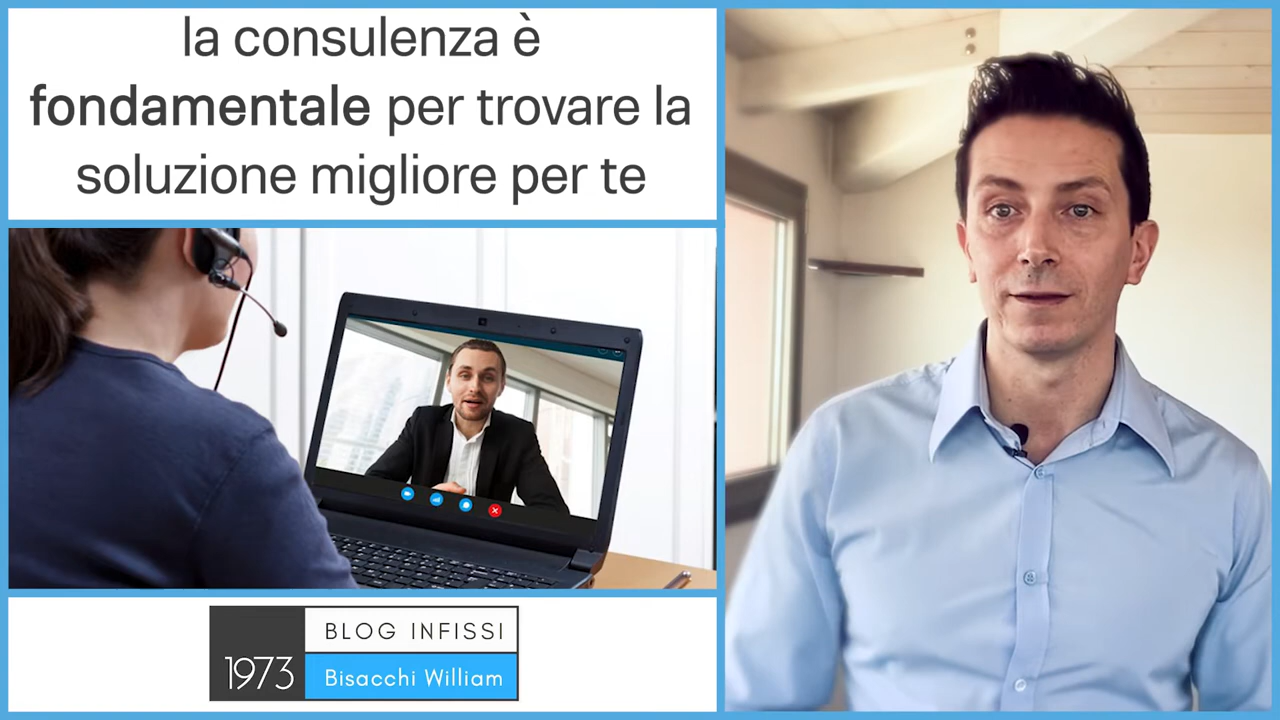 la consulenza è
fondamentale per trovare la
soluzione migliore per te
1973
BLOG INFISSI
Bisacchi William